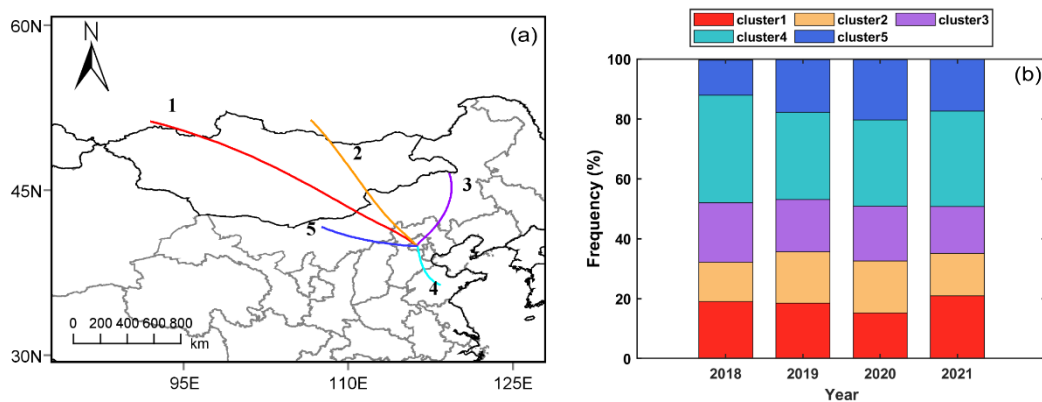 60N
45N
30N
N
(a)
1
2
3
5
4
0 200 400 600 800
km
95E 110E 125E
cluster1 cluster2 cluster3
cluster4 cluster5
(b)
Frequency (%)
100
80
60
40
20
0
2018 2019 2020 2021
Year